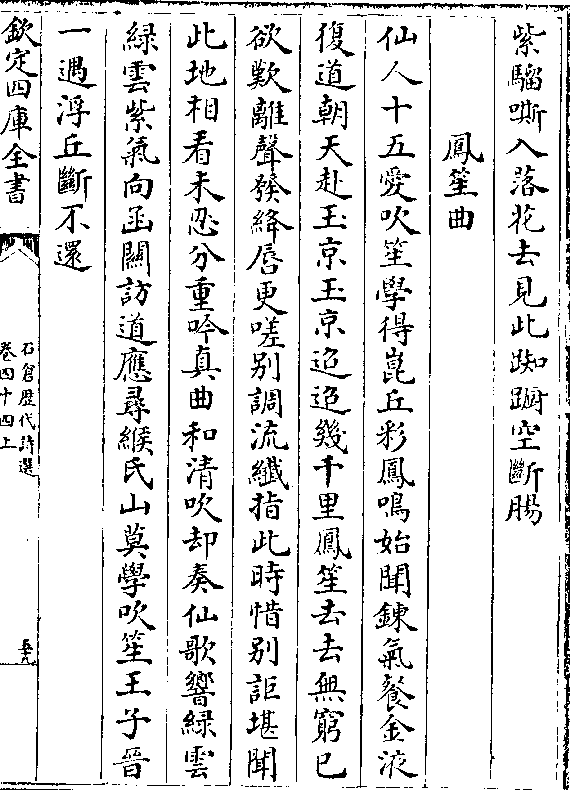 紫騮嘶入落花去見此踟躕空斷腸
鳳笙曲
仙人十五愛吹笙學得崑丘彩鳳鳴始聞錬氣餐金液
復道朝天赴玉京玉京迢迢幾千里鳳笙去去無窮已
欲歎離聲發絳唇更嗟别調流纖指此時惜别詎堪聞
此地相看未忍分重吟真曲和清吹却奏仙歌響緑雲
緑雲紫氣向函闗訪道應尋緱氏山莫學吹笙王子晉
一遇浮丘斷不還
欽定四庫全書
石倉歴代詩選
卷四十四上